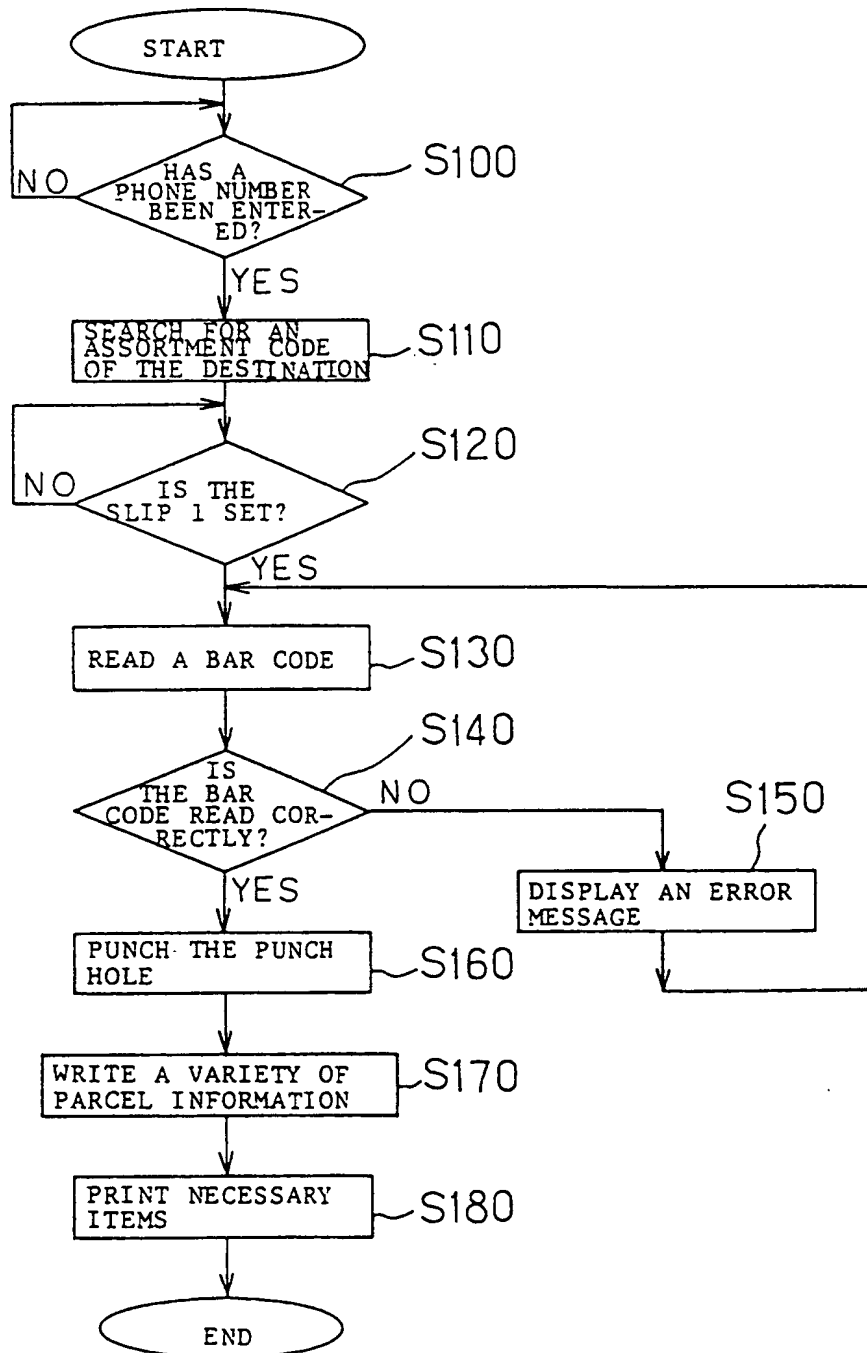 START
S100
HAS A
PHONE NUMBER
BEEN ENTER-
ED?
NO
YES
SEARCH FOR AN
ASSORTMENT CODE
OF THE DESTINATION
S110
S120
IS THE
SLIP 1 SET?
NO
YES
READ A BAR CODE
S130
S140
IS
THE BAR
CODE READ COR-
RECTLY?
NO
YES
S150
DISPLAY AN ERROR
MESSAGE
PUNCH THE PUNCH
HOLE
S160
WRITE A VARIETY OF
PARCEL INFORMATION
S170
PRINT NECESSARY
ITEMS
S180
END